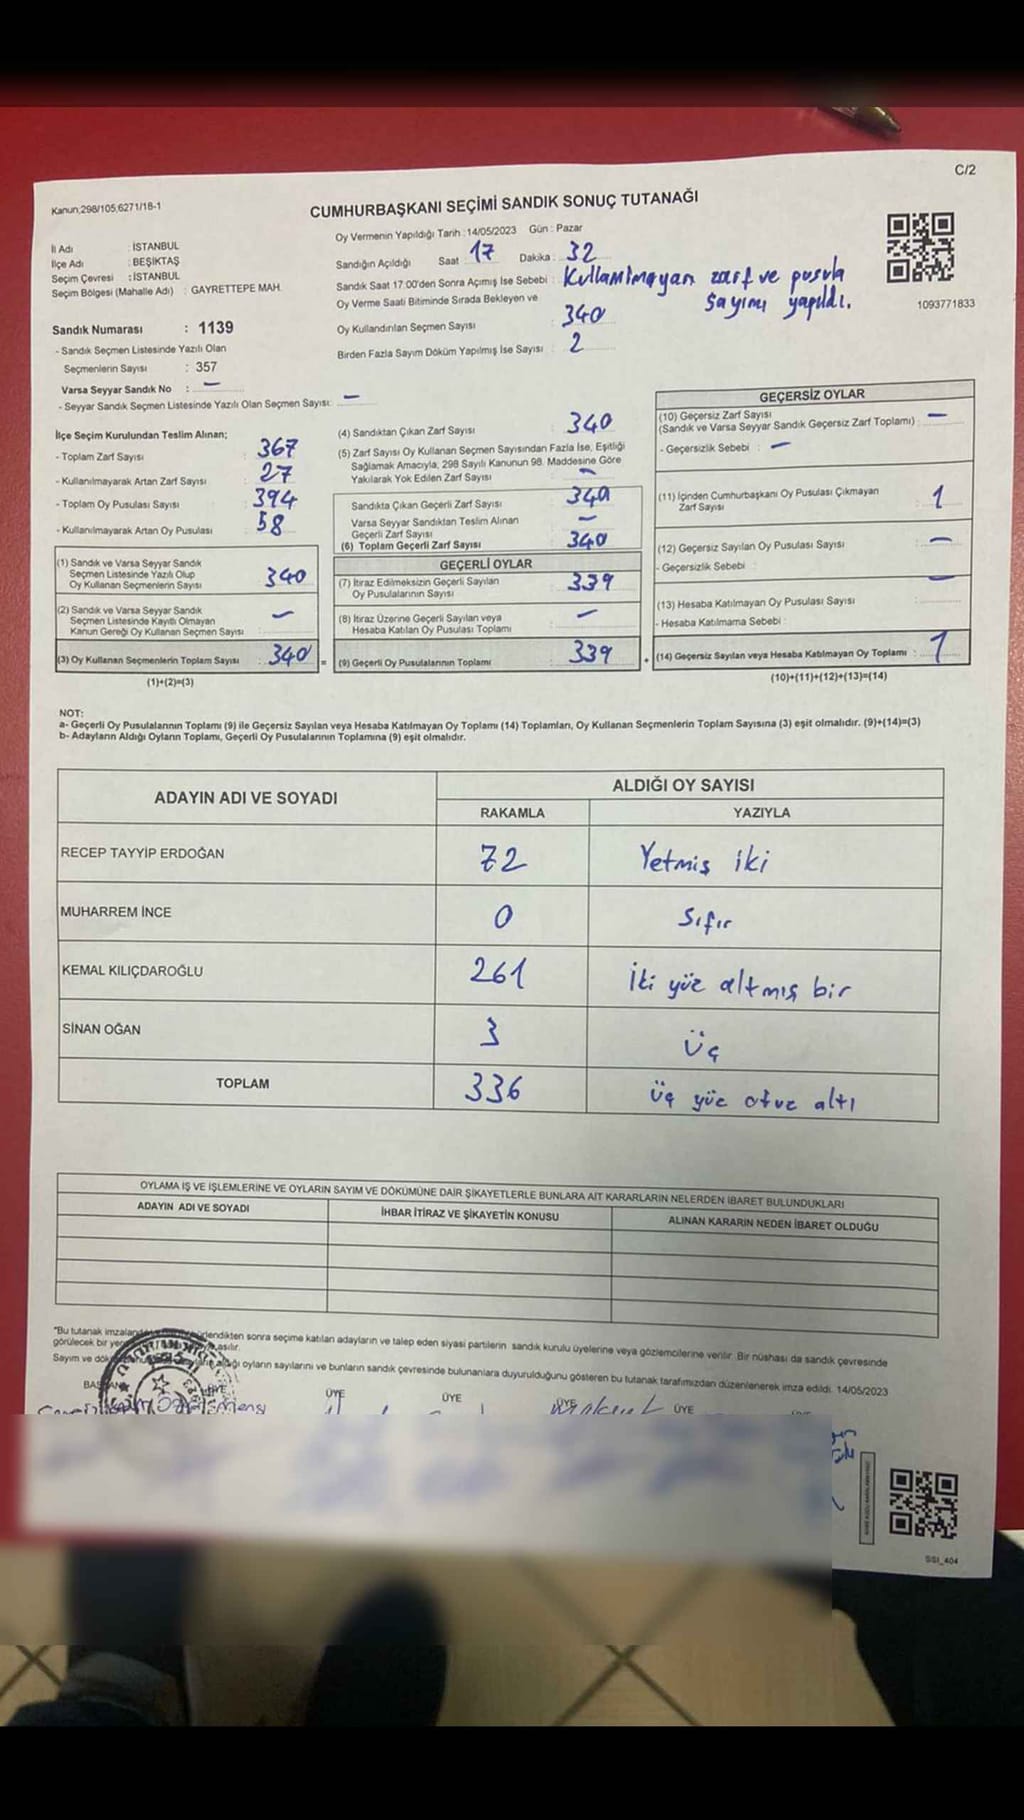 C/2
Kanun;298/105;6271/18-1
CUMHURBAŞKANI SEÇİMİ SANDIK SONUÇ TUTANAĞI
İl Adı : İSTANBUL
İlçe Adı : BEŞİKTAŞ
Seçim Çevresi : İSTANBUL
Seçim Bölgesi (Mahalle Adı) : GAYRETTEPE MAH.
Oy Vermenin Yapıldığı Tarih : 14/05/2023 Gün : Pazar
Sandığın Açıldığı Saat : 17 Dakika : 32
Sandık Saat 17:00'den Sonra Açımış İse Sebebi : Kullanılmayan zarf ve pusula sayımı yapıldı.
Oy Verme Saati Bitiminde Sırada Bekleyen ve
Oy Kullandırılan Seçmen Sayısı : 340
Birden Fazla Sayım Döküm Yapılmış İse Sayısı : 2
1093771833
Sandık Numarası : 1139
- Sandık Seçmen Listesinde Yazılı Olan
Seçmenlerin Sayısı : 357
Varsa Seyyar Sandık No : —
- Seyyar Sandık Seçmen Listesinde Yazılı Olan Seçmen Sayısı: —
İlçe Seçim Kurulundan Teslim Alınan;
- Toplam Zarf Sayısı : 367
- Kullanılmayarak Artan Zarf Sayısı : 27
- Toplam Oy Pusulası Sayısı : 394
- Kullanılmayarak Artan Oy Pusulası : 58
(1) Sandık ve Varsa Seyyar Sandık
Seçmen Listesinde Yazılı Olup
Oy Kullanan Seçmenlerin Sayısı : 340
(2) Sandık ve Varsa Seyyar Sandık
Seçmen Listesinde Kayıtlı Olmayan
Kanun Gereği Oy Kullanan Seçmen Sayısı : —
(3) Oy Kullanan Seçmenlerin Toplam Sayısı : 340 =
(1)+(2)=(3)
(4) Sandıktan Çıkan Zarf Sayısı : 340
(5) Zarf Sayısı Oy Kullanan Seçmen Sayısından Fazla İse, Eşitliği
Sağlamak Amacıyla, 298 Sayılı Kanunun 98. Maddesine Göre
Yakılarak Yok Edilen Zarf Sayısı : —
Sandıkta Çıkan Geçerli Zarf Sayısı : 340
Varsa Seyyar Sandıktan Teslim Alınan
Geçerli Zarf Sayısı : —
(6) Toplam Geçerli Zarf Sayısı : 340
GEÇERLİ OYLAR
(7) İtiraz Edilmeksizin Geçerli Sayılan
Oy Pusulalarının Sayısı : 339
(8) İtiraz Üzerine Geçerli Sayılan veya
Hesaba Katılan Oy Pusulası Toplamı : —
(9) Geçerli Oy Pusulalarının Toplamı : 339 +
GEÇERSİZ OYLAR
(10) Geçersiz Zarf Sayısı
(Sandık ve Varsa Seyyar Sandık Geçersiz Zarf Toplamı) : —
- Geçersizlik Sebebi : —
(11) İçinden Cumhurbaşkanı Oy Pusulası Çıkmayan
Zarf Sayısı : 1
(12) Geçersiz Sayılan Oy Pusulası Sayısı : —
- Geçersizlik Sebebi :
(13) Hesaba Katılmayan Oy Pusulası Sayısı : —
- Hesaba Katılmama Sebebi :
(14) Geçersiz Sayılan veya Hesaba Katılmayan Oy Toplamı : 1
(10)+(11)+(12)+(13)=(14)
NOT:
a- Geçerli Oy Pusulalarının Toplamı (9) ile Geçersiz Sayılan veya Hesaba Katılmayan Oy Toplamı (14) Toplamları, Oy Kullanan Seçmenlerin Toplam Sayısına (3) eşit olmalıdır. (9)+(14)=(3)
b- Adayların Aldığı Oyların Toplamı, Geçerli Oy Pusulalarının Toplamına (9) eşit olmalıdır.
ADAYIN ADI VE SOYADI ALDIĞI OY SAYISI
RAKAMLA YAZIYLA
RECEP TAYYİP ERDOĞAN 72 Yetmiş iki
MUHARREM İNCE 0 Sıfır
KEMAL KILIÇDAROĞLU 261 İki yüz altmış bir
SİNAN OĞAN 3 üç
TOPLAM 336 üç yüz otuz altı
OYLAMA İŞ VE İŞLEMLERİNE VE OYLARIN SAYIM VE DÖKÜMÜNE DAİR ŞİKAYETLERLE BUNLARA AİT KARARLARIN NELERDEN İBARET BULUNDUKLARI
ADAYIN ADI VE SOYADI İHBAR İTİRAZ VE ŞİKAYETİN KONUSU ALINAN KARARIN NEDEN İBARET OLDUĞU
"Bu tutanak sonra seçime katılan adayların ve talep eden siyasi partilerin sandık kurulu üyelerine veya gözlemcilerine verilir. Bir nüshası da sandık çevresinde
görülecek bir asılır.
Sayım ve oyların sayılarını ve bunların sandık çevresinde bulunanlara duyurulduğunu gösteren bu tutanak tarafımızdan düzenlenerek imza edildi. 14/05/2023
ÜYE ÜYE ÜYE ÜYE ÜYE
SSI_404